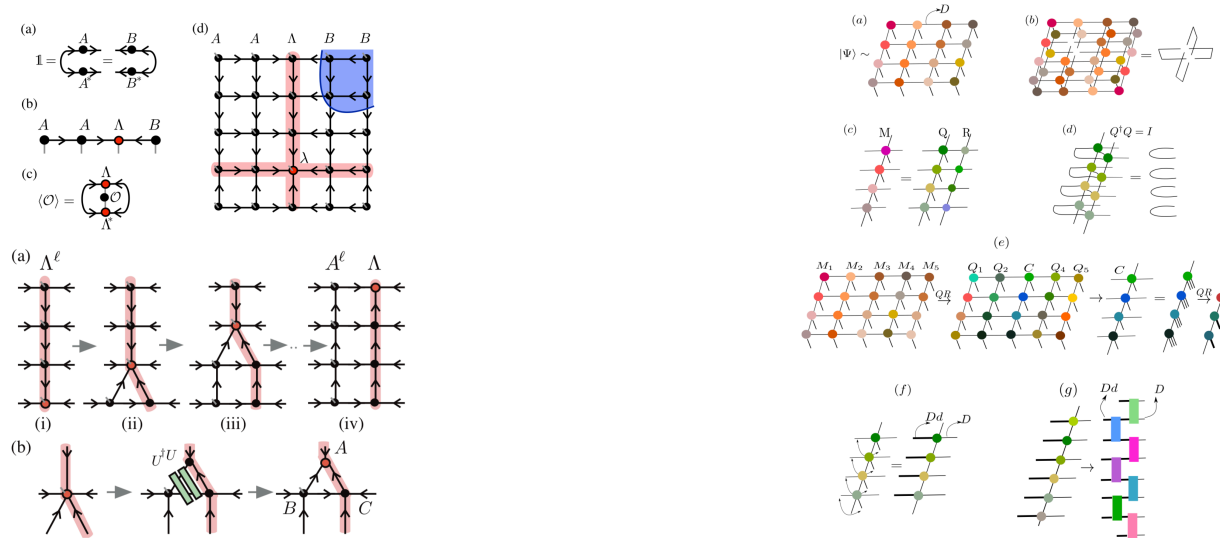 (a)
A
B
𝟙 =
=
A*
B*
(b)
A A Λ B
(c)
Λ
⟨𝒪⟩ =
𝒪
Λ*
(d)
A A Λ B B
λ
(a)
Λ^ℓ
A^ℓ Λ
(i) (ii) (iii) (iv)
(b)
U†U
A
B C
(a)
D
|Ψ⟩ ∼
(b)
=
(c)
M Q R
=
(d)
Q†Q = I
=
(e)
M₁ M₂ M₃ M₄ M₅
QR
→
Q₁ Q₂ C Q₄ Q₅
→
C
=
QR
→
(f)
Dd D
=
(g)
Dd D
→